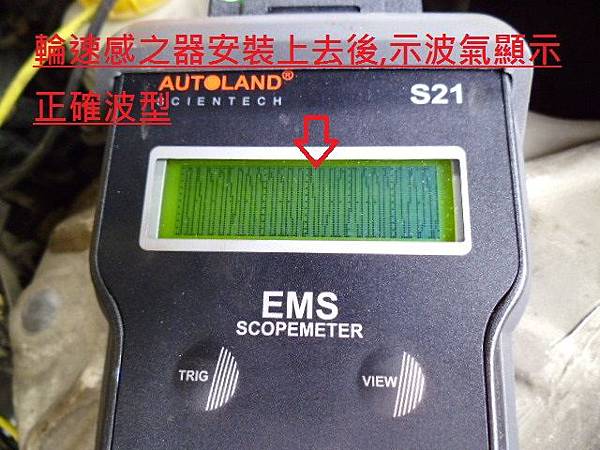 輪速感之器安裝上去後,示波氣顯示
正確波型
AUTOLAND®
SCIENTECH
S21
EMS
SCOPEMETER
TRIG
VIEW